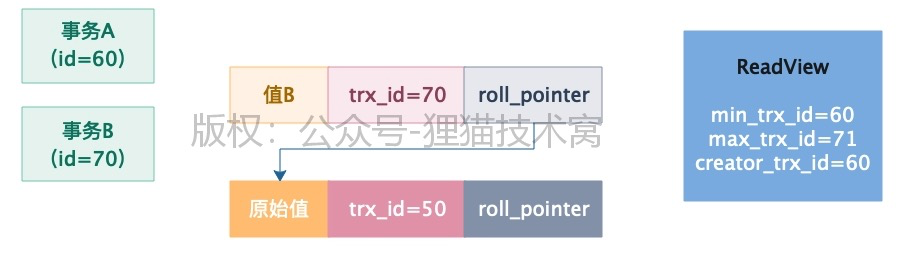 事务A
（id=60）
事务B
（id=70）
值B
trx_id=70
roll_pointer
版权：公众号-狸猫技术窝
原始值
trx_id=50
roll_pointer
ReadView
min_trx_id=60
max_trx_id=71
creator_trx_id=60